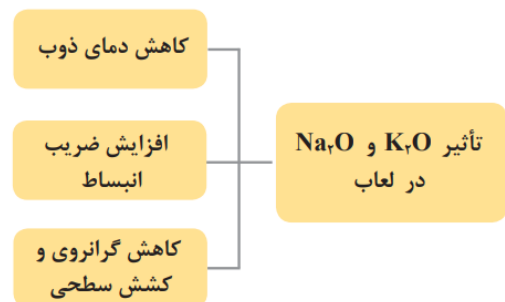 تأثیر K۲O و Na۲O
در لعاب
کاهش دمای ذوب
افزایش ضریب
انبساط
کاهش گرانروی و
کشش سطحی